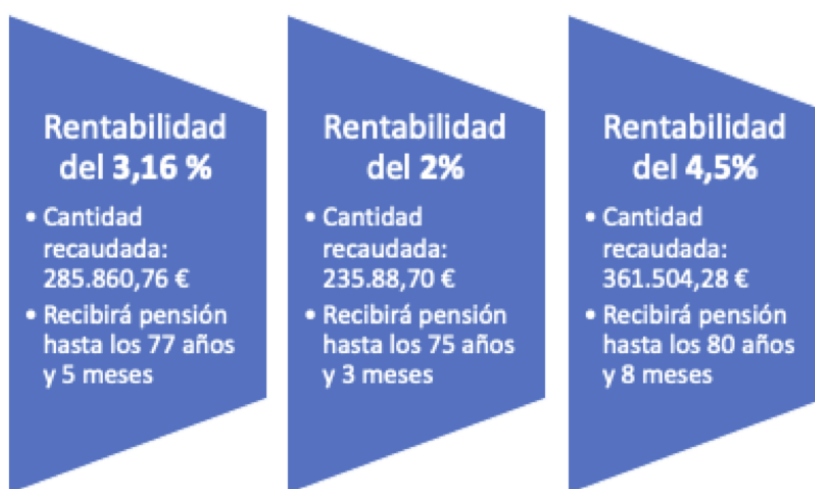 Rentabilidad
del 3,16 %
• Cantidad
recaudada:
285.860,76 €
• Recibirá pensión
hasta los 77 años
y 5 meses
Rentabilidad
del 2%
• Cantidad
recaudada:
235.88,70 €
• Recibirá pensión
hasta los 75 años
y 3 meses
Rentabilidad
del 4,5%
• Cantidad
recaudada:
361.504,28 €
• Recibirá pensión
hasta los 80 años
y 8 meses